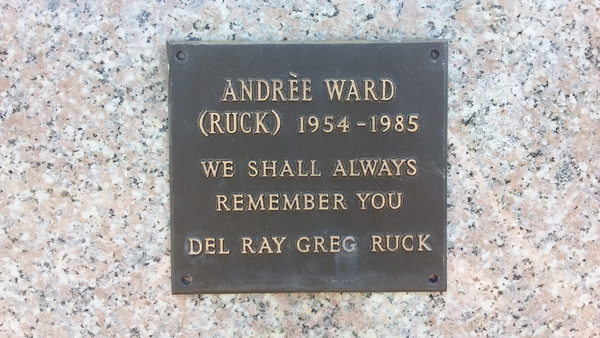 ANDRÈE WARD
(RUCK) 1954-1985
WE SHALL ALWAYS
REMEMBER YOU
DEL RAY GREG RUCK